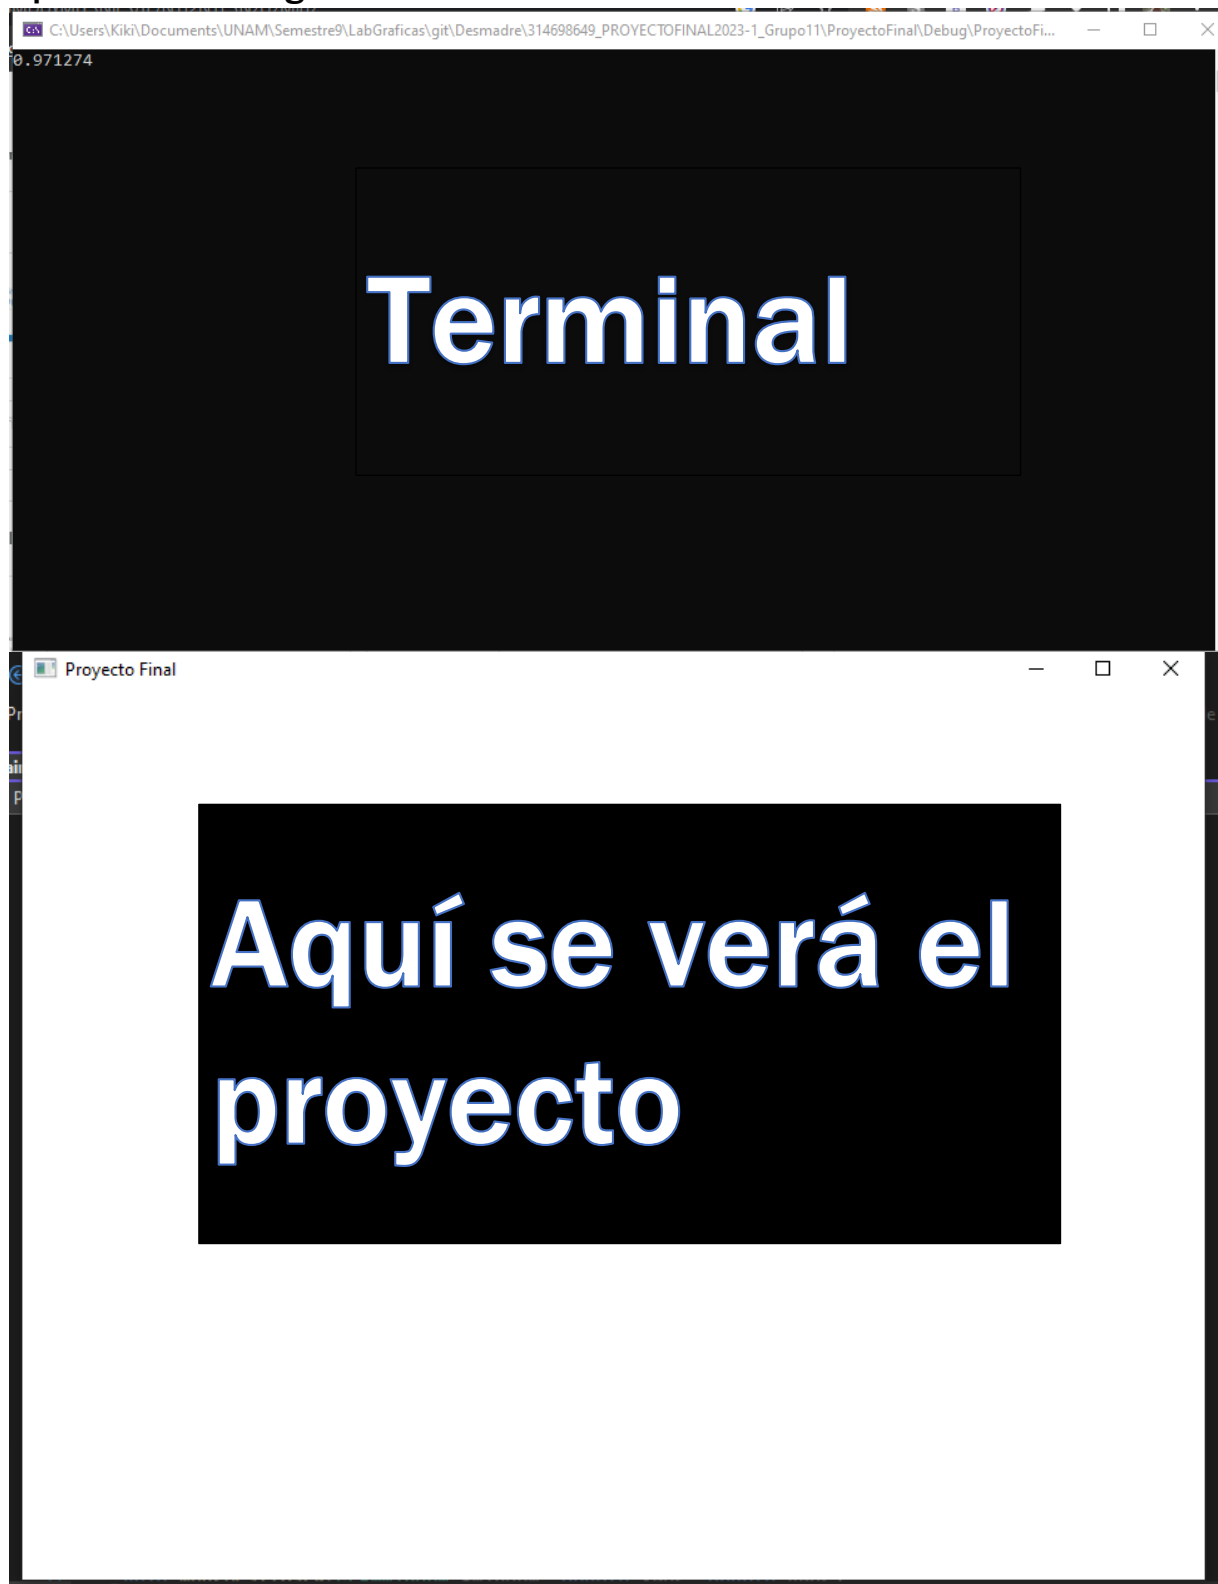 C:\Users\Kiki\Documents\UNAM\Semestre9\LabGraficas\git\Desmadre\314698649_PROYECTOFINAL2023-1_Grupo11\ProyectoFinal\Debug\ProyectoFi...
0.971274
Terminal
Proyecto Final
Aquí se verá el
proyecto